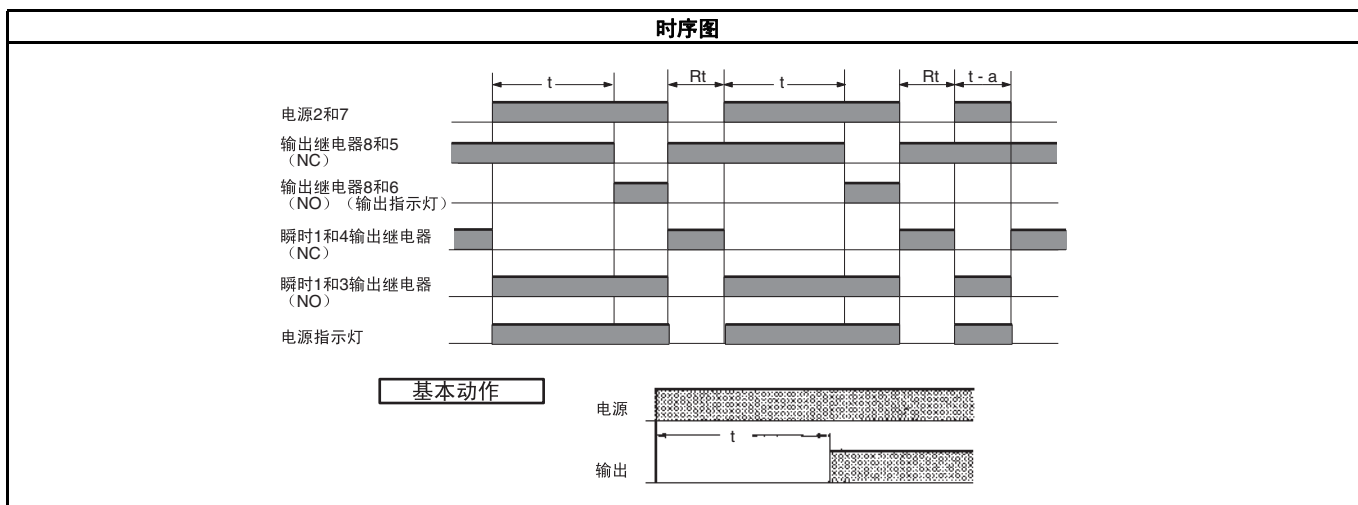 时序图
t Rt t Rt t - a
电源2和7
输出继电器8和5
（NC）
输出继电器8和6
（NO）（输出指示灯）
瞬时1和4输出继电器
（NC）
瞬时1和3输出继电器
（NO）
电源指示灯
基本动作
电源
t
输出